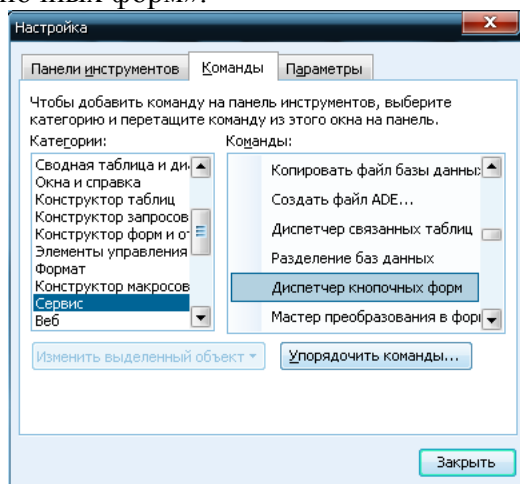 ночных форм».
Настройка
Панели инструментов Команды Параметры
Чтобы добавить команду на панель инструментов, выберите
категорию и перетащите команду из этого окна на панель.
Категории: Команды:
Сводная таблица и ди
Окна и справка
Конструктор таблиц
Конструктор запросов
Конструктор форм и о
Элементы управления
Формат
Конструктор макросов
Сервис
Веб
Копировать файл базы данных
Создать файл ADE...
Диспетчер связанных таблиц
Разделение баз данных
Диспетчер кнопочных форм
Мастер преобразования в фор
Изменить выделенный объект
Упорядочить команды...
Закрыть